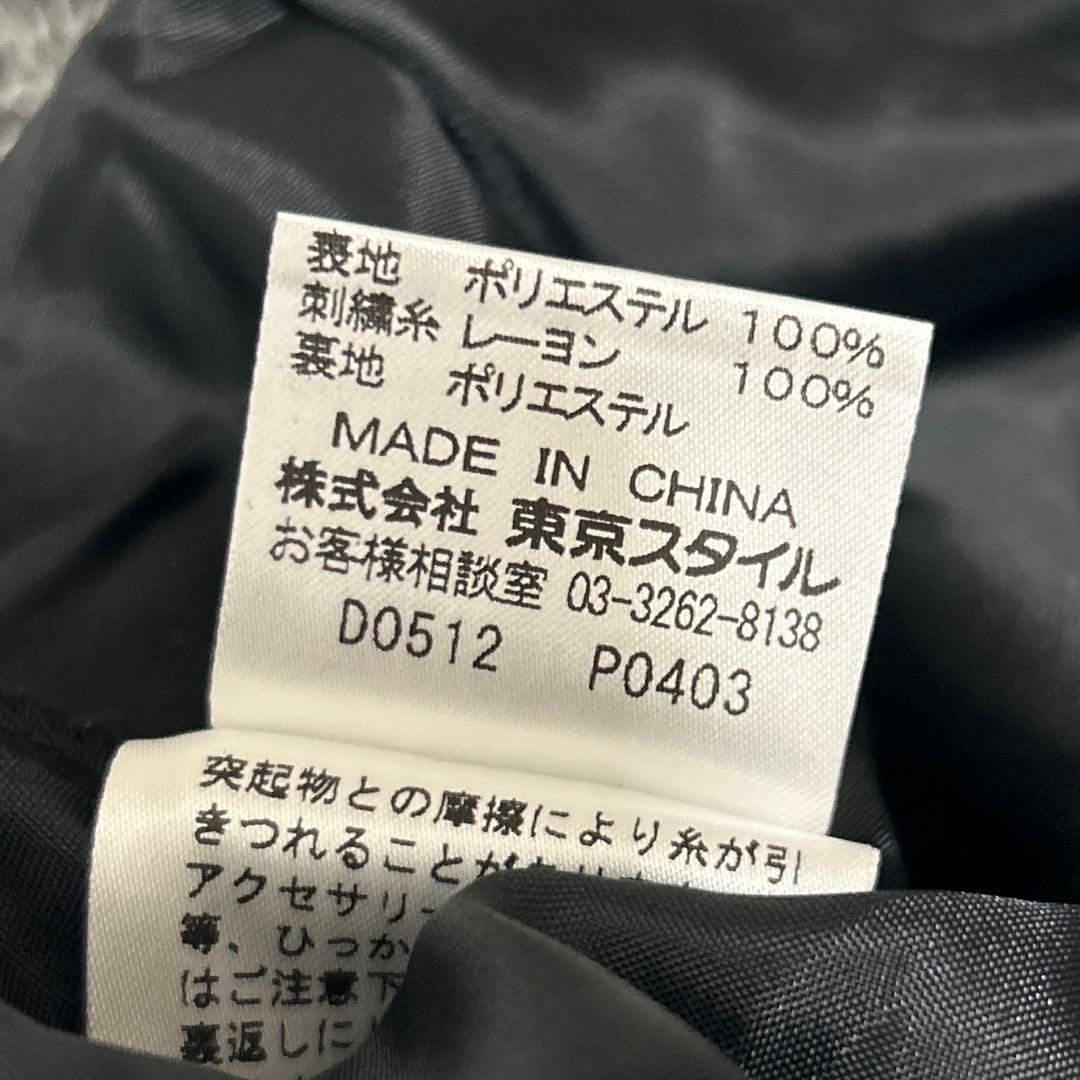 表地 ポリエステル 100%
刺繍糸 レーヨン 100%
裏地 ポリエステル
MADE IN CHINA
株式会社 東京スタイル
お客様相談室 03-3262-8138
D0512 P0403
突起物との摩擦により糸が引
きつれることが
アクセサリー
等、ひっか
はご注意下
裏返しに